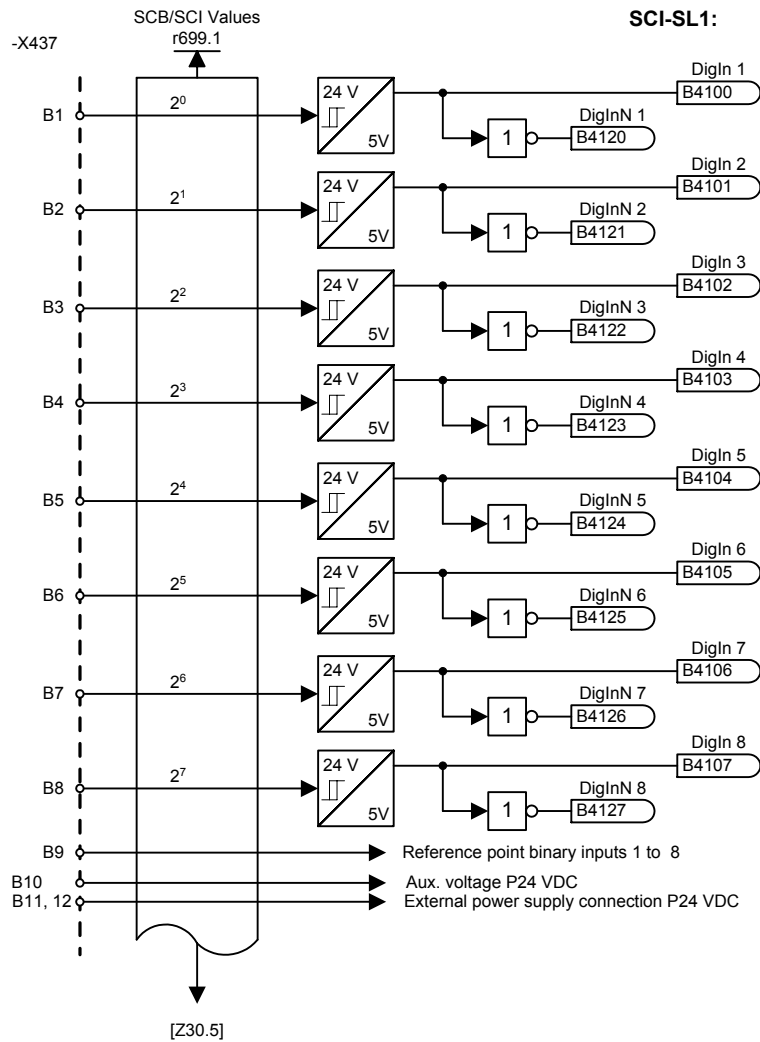 SCB/SCI Values
SCI-SL1:
-X437
r699.1
DigIn 1
B1
2⁰
24 V
5V
B4100
DigInN 1
1
B4120
DigIn 2
B2
2¹
24 V
5V
B4101
DigInN 2
1
B4121
DigIn 3
B3
2²
24 V
5V
B4102
DigInN 3
1
B4122
DigIn 4
B4
2³
24 V
5V
B4103
DigInN 4
1
B4123
DigIn 5
B5
2⁴
24 V
5V
B4104
DigInN 5
1
B4124
DigIn 6
B6
2⁵
24 V
5V
B4105
DigInN 6
1
B4125
DigIn 7
B7
2⁶
24 V
5V
B4106
DigInN 7
1
B4126
DigIn 8
B8
2⁷
24 V
5V
B4107
DigInN 8
1
B4127
B9
Reference point binary inputs 1 to 8
B10
Aux. voltage P24 VDC
B11, 12
External power supply connection P24 VDC
[Z30.5]